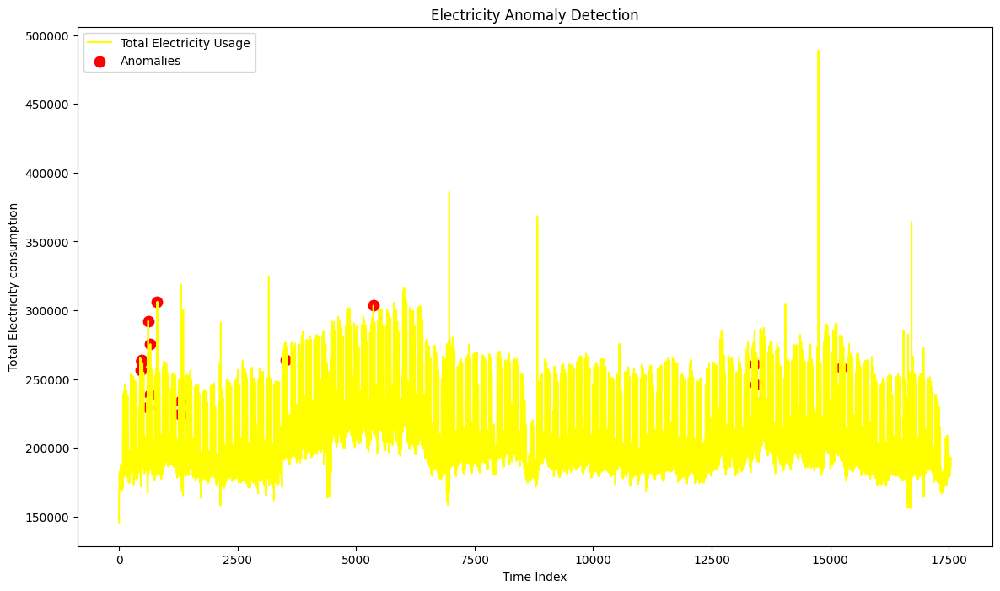 Electricity Anomaly Detection
Total Electricity Usage
Anomalies
500000
450000
400000
350000
300000
250000
200000
150000
Total Electricity consumption
0 2500 5000 7500 10000 12500 15000 17500
Time Index